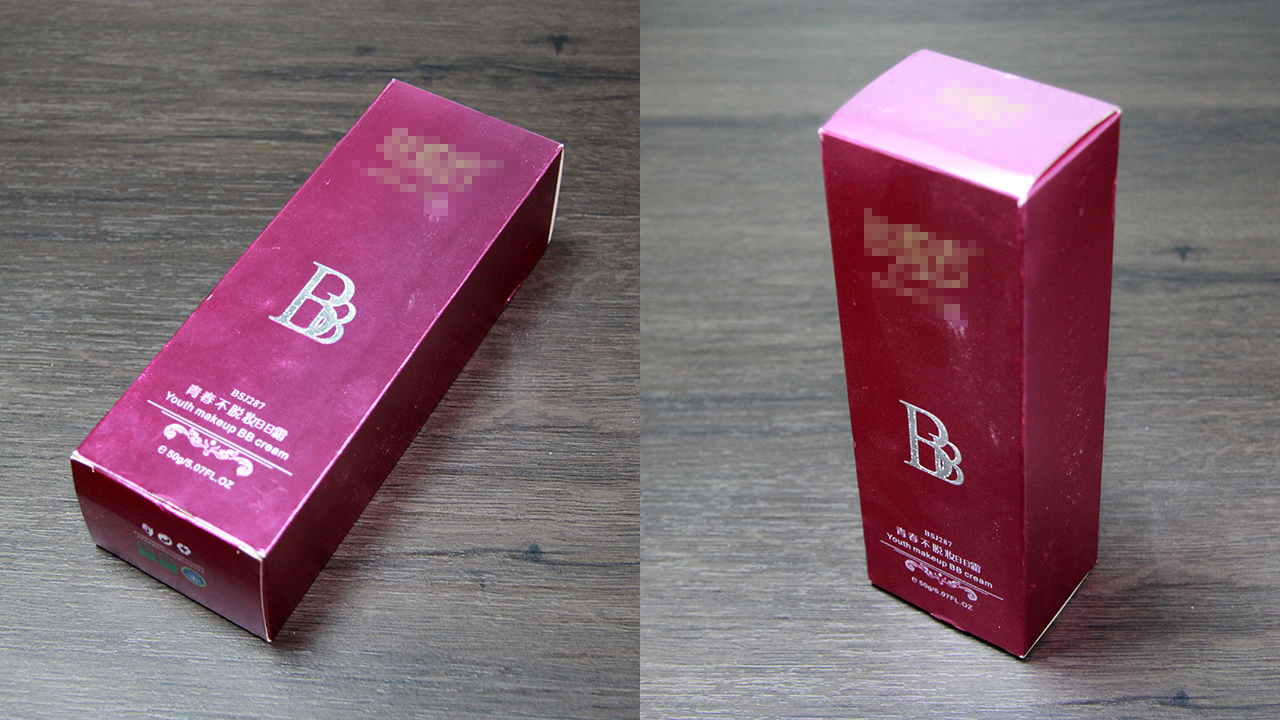 BB
BSJ287
青春不脱妆BB霜
Youth makeup BB cream
e 50g/5.07FL.OZ
BB
BSJ287
青春不脱妆BB霜
Youth makeup BB cream
e 50g/5.07FL.OZ